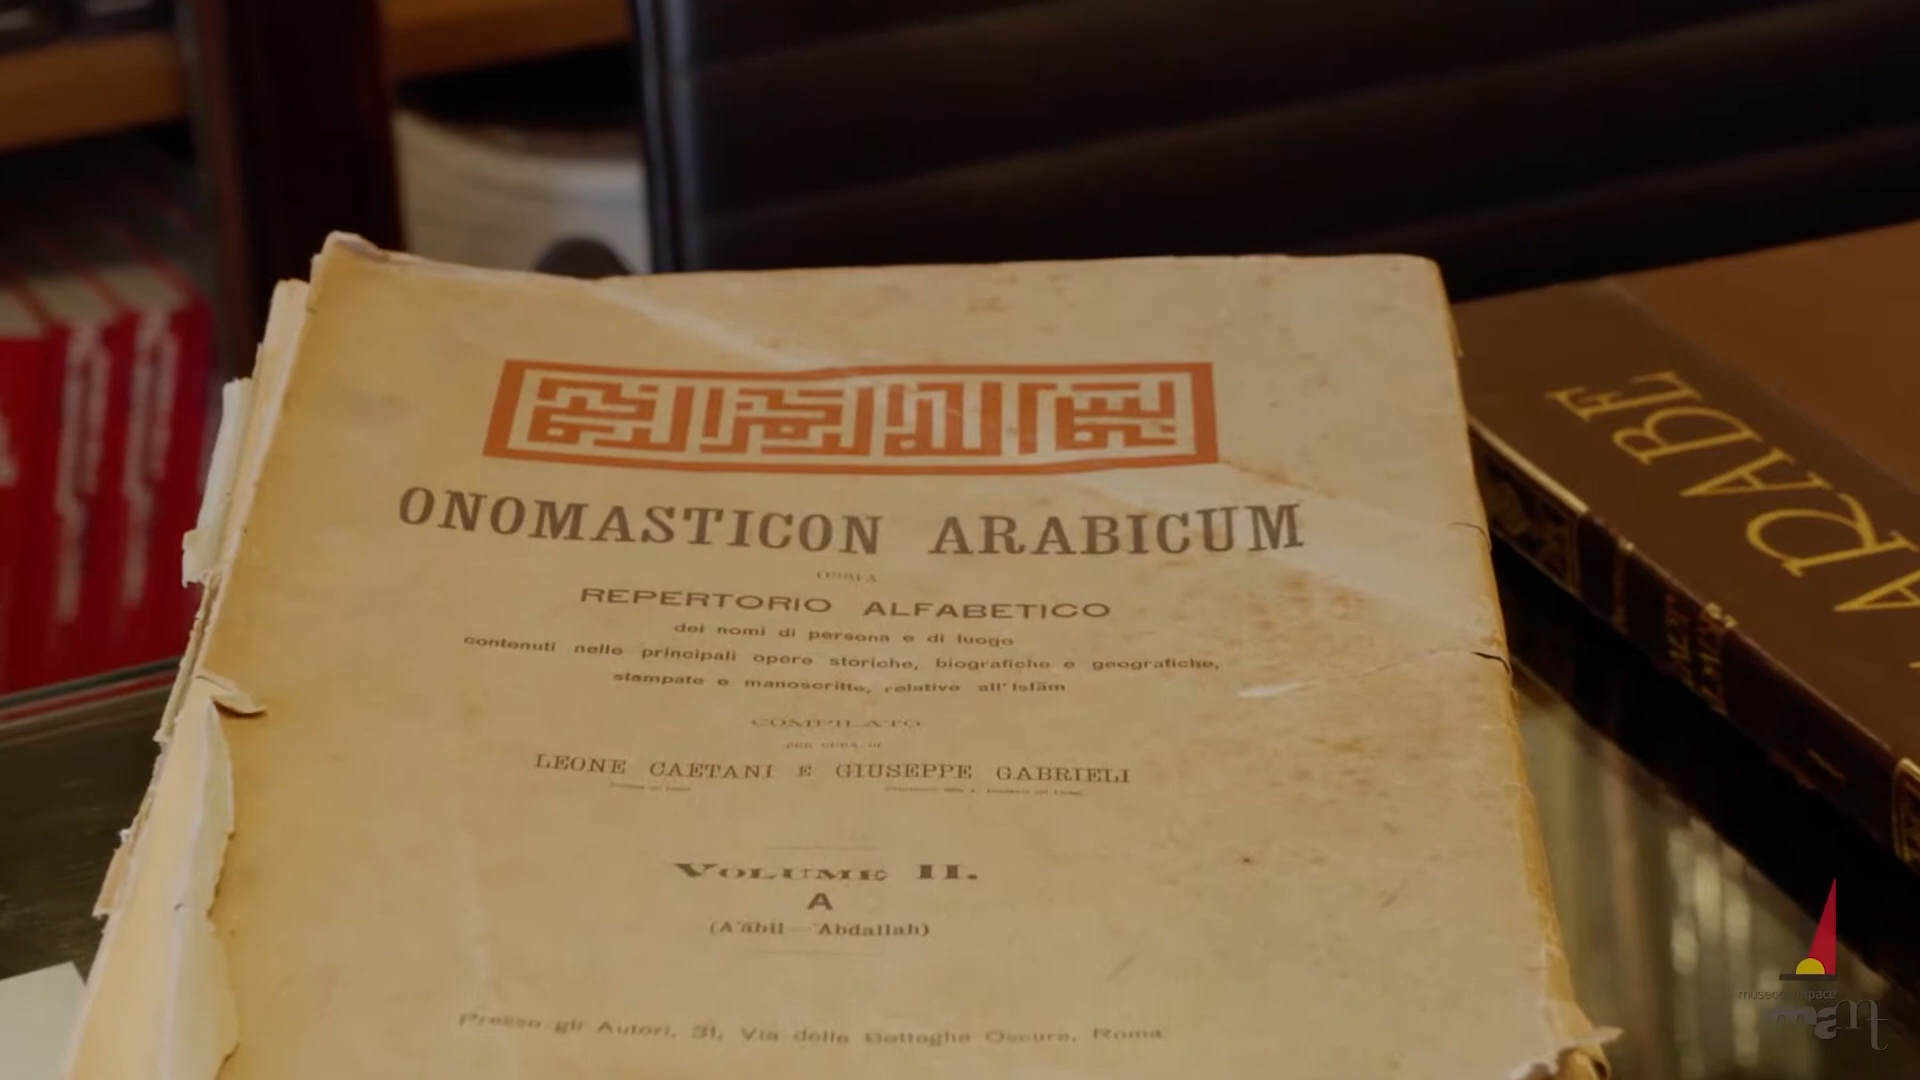 ONOMASTICON ARABICUM
OSSIA
REPERTORIO ALFABETICO
dei nomi di persona e di luogo
contenuti nelle principali opere storiche, biografiche e geografiche,
stampate e manoscritte, relative all'Islām
COMPILATO
PER CURA DI
LEONE CAETANI E GIUSEPPE GABRIELI
VOLUME II.
A
(A'ābil — 'Abdallah)
Presso gli Autori, 31, Via delle Botteghe Oscure, Roma.
ARABE